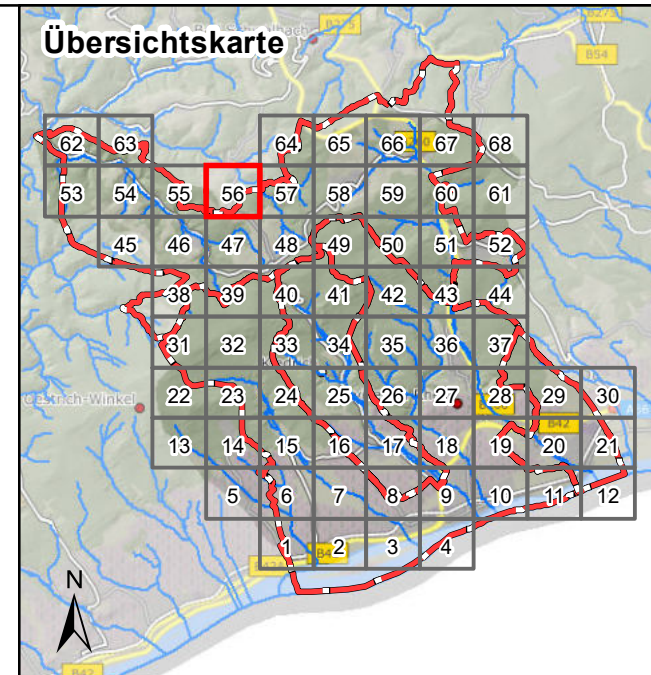 Übersichtskarte
B275
B54
62 63 64 65 66 67 68
53 54 55 56 57 58 59 60 61
45 46 47 48 49 50 51 52
38 39 40 41 42 43 44
31 32 33 34 35 36 37
22 23 24 25 26 27 28 29 30
Oestrich-Winkel
B42
13 14 15 16 17 18 19 20 21
5 6 7 8 9 10 11 12
1 2 3 4
N
B42